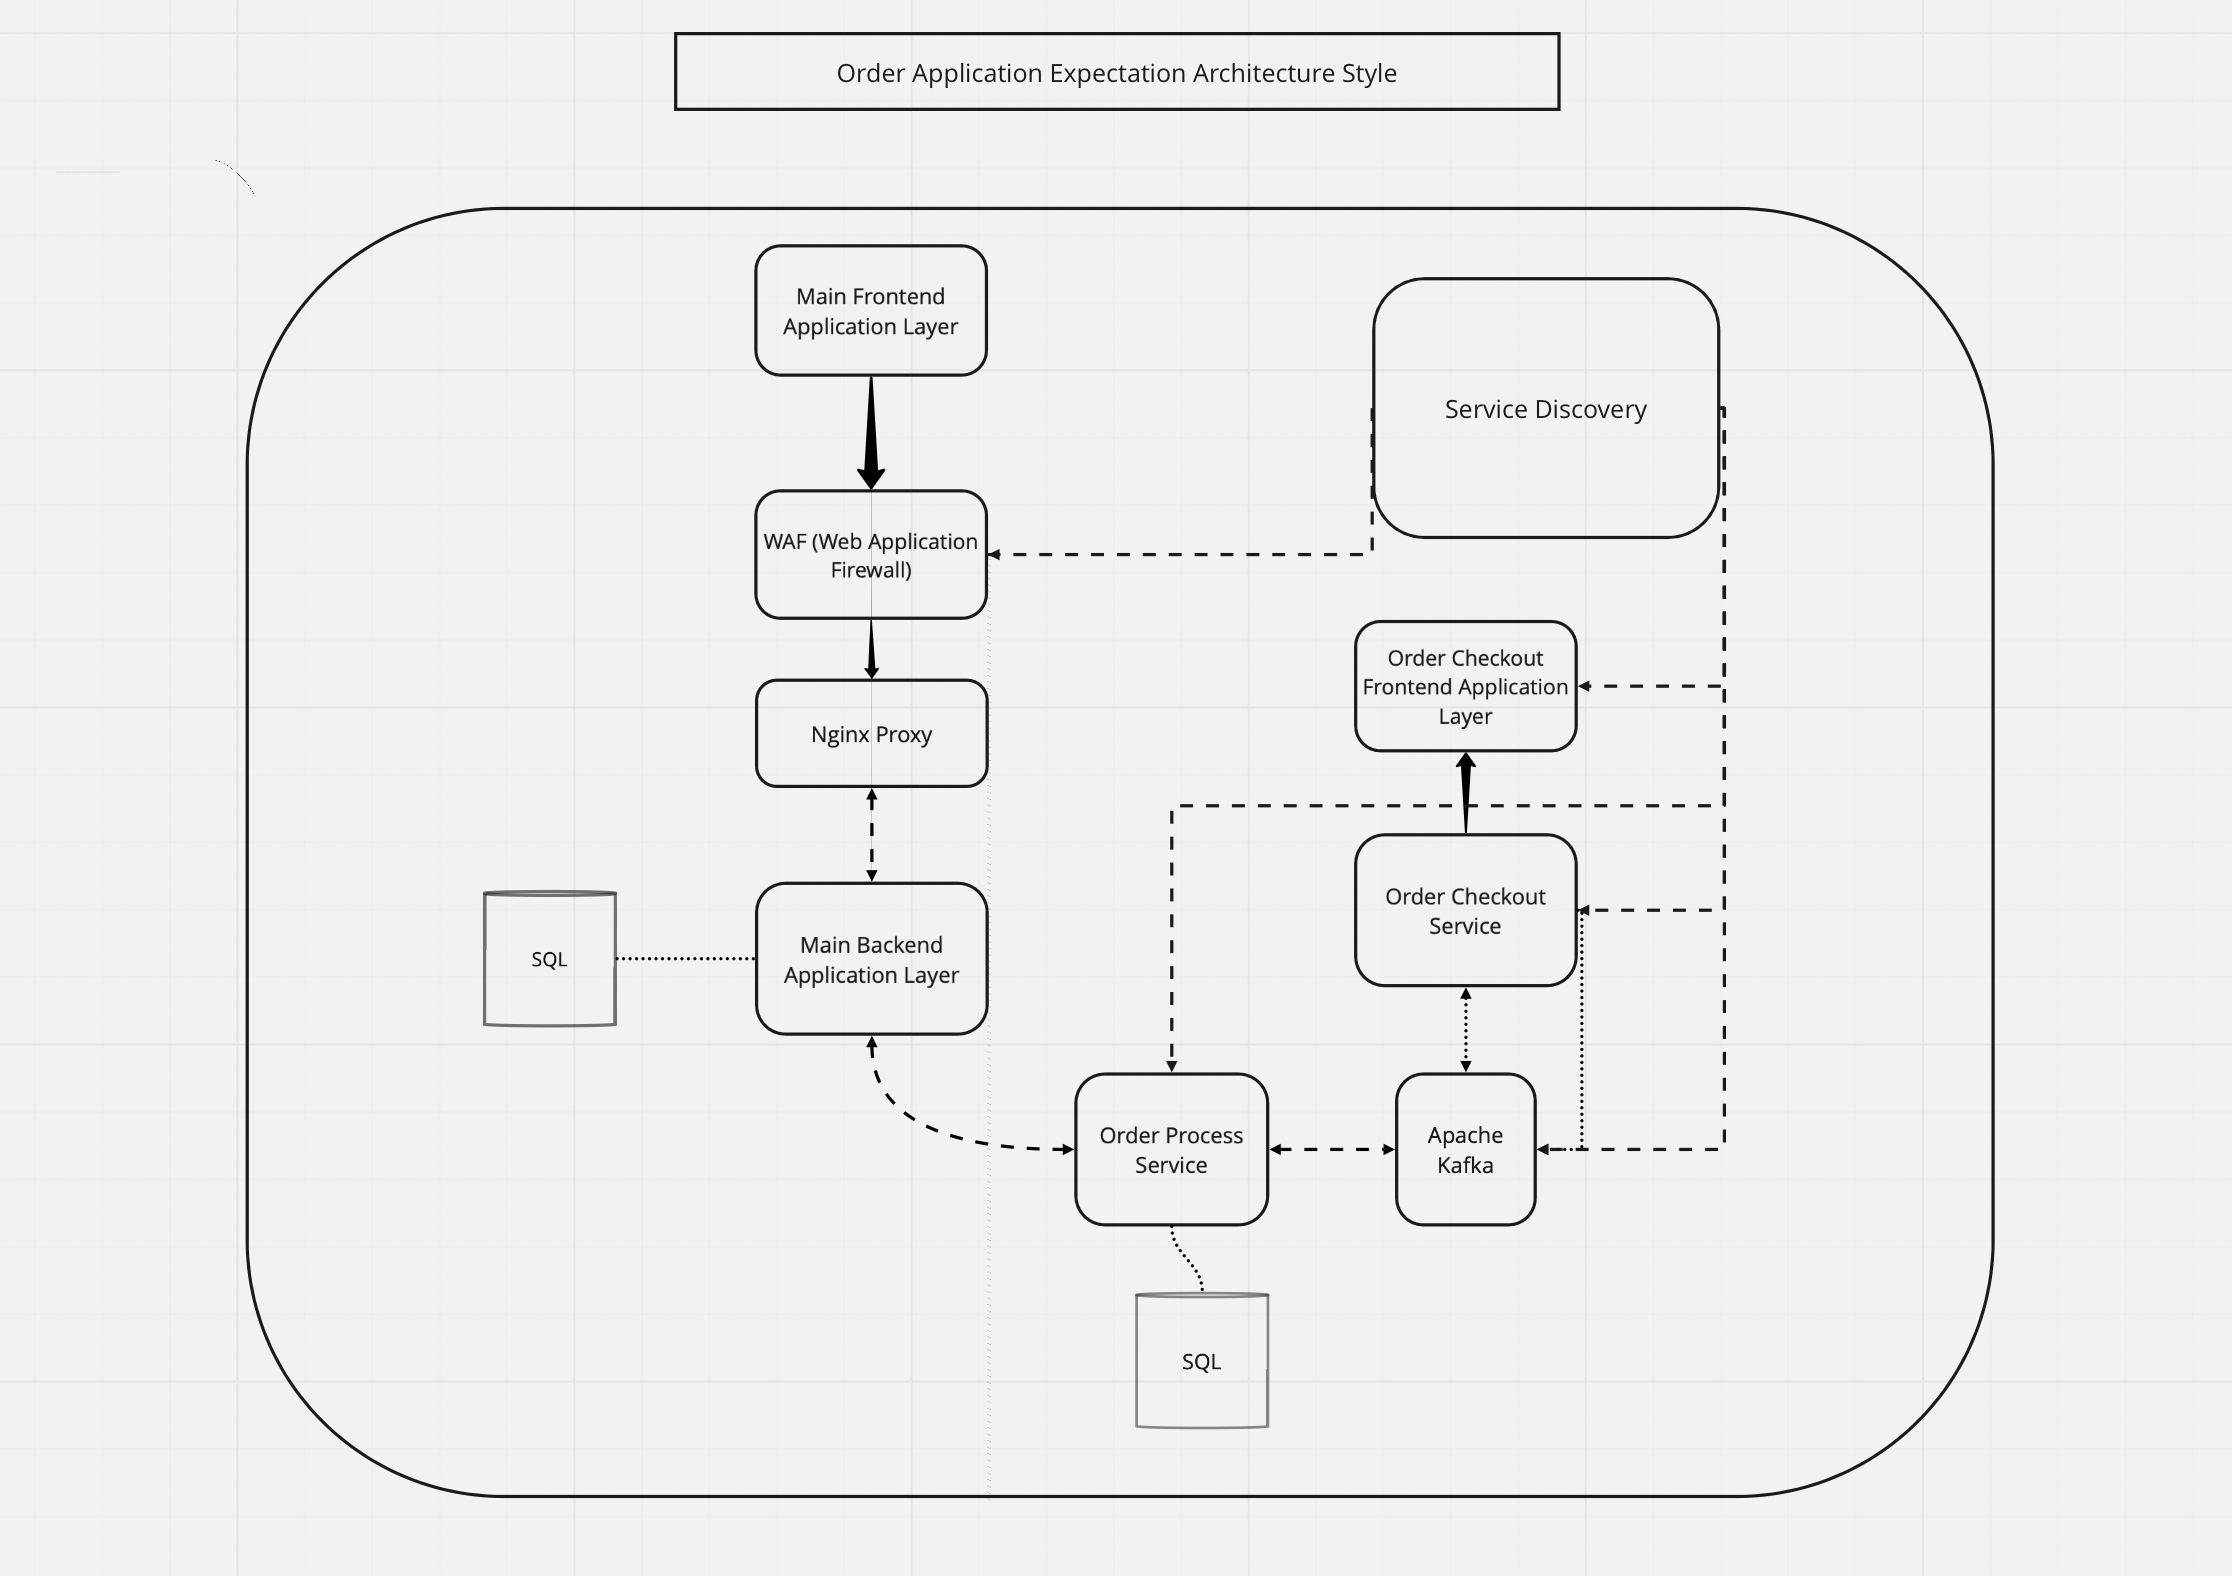 Order Application Expectation Architecture Style
Main Frontend
Application Layer
Service Discovery
WAF (Web Application
Firewall)
Order Checkout
Frontend Application
Layer
Nginx Proxy
Order Checkout
Service
Main Backend
Application Layer
SQL
Order Process
Service
Apache
Kafka
SQL